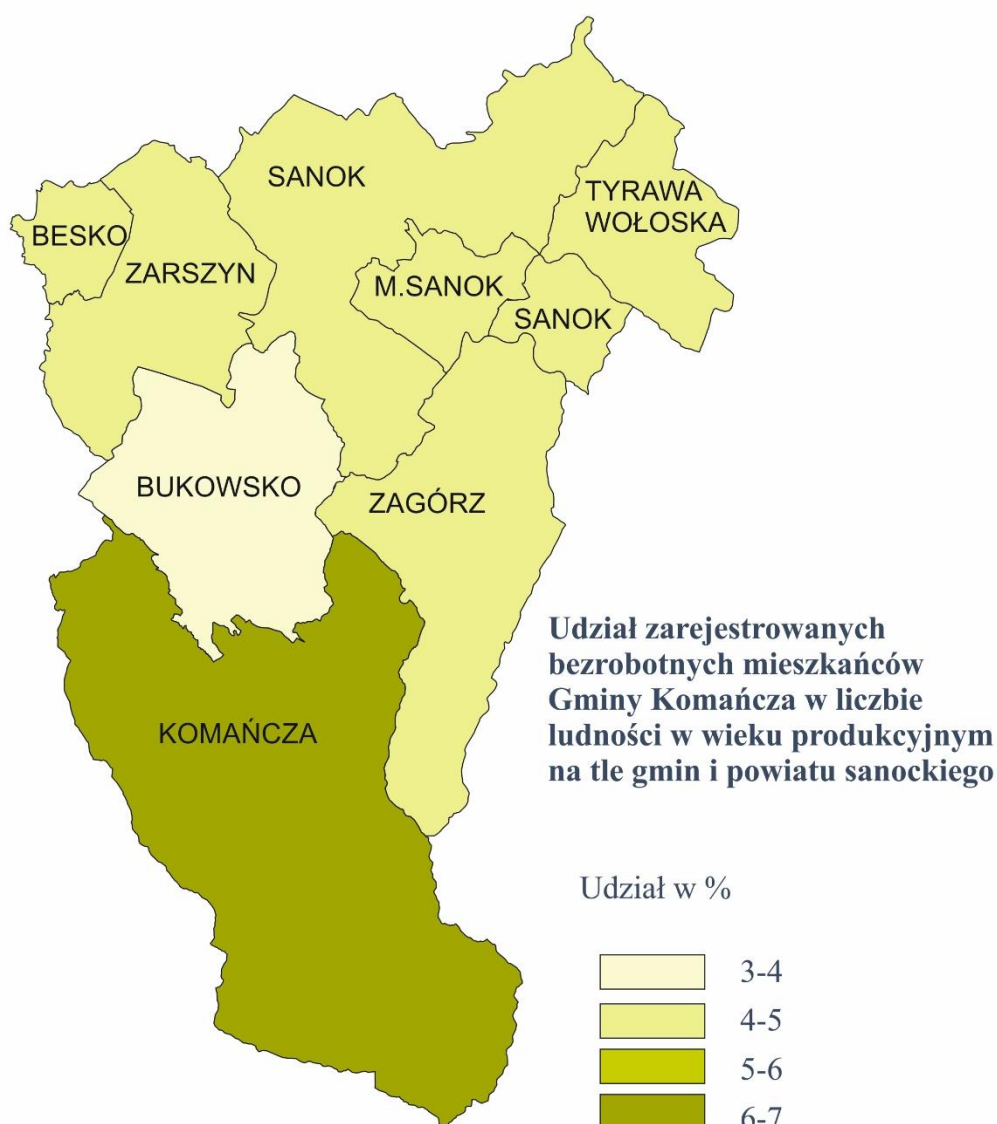 SANOK
TYRAWA
WOŁOSKA
BESKO
ZARSZYN
M.SANOK
SANOK
BUKOWSKO
ZAGÓRZ
KOMAŃCZA
Udział zarejestrowanych
bezrobotnych mieszkańców
Gminy Komańcza w liczbie
ludności w wieku produkcyjnym
na tle gmin i powiatu sanockiego
Udział w %
3-4
4-5
5-6
6-7